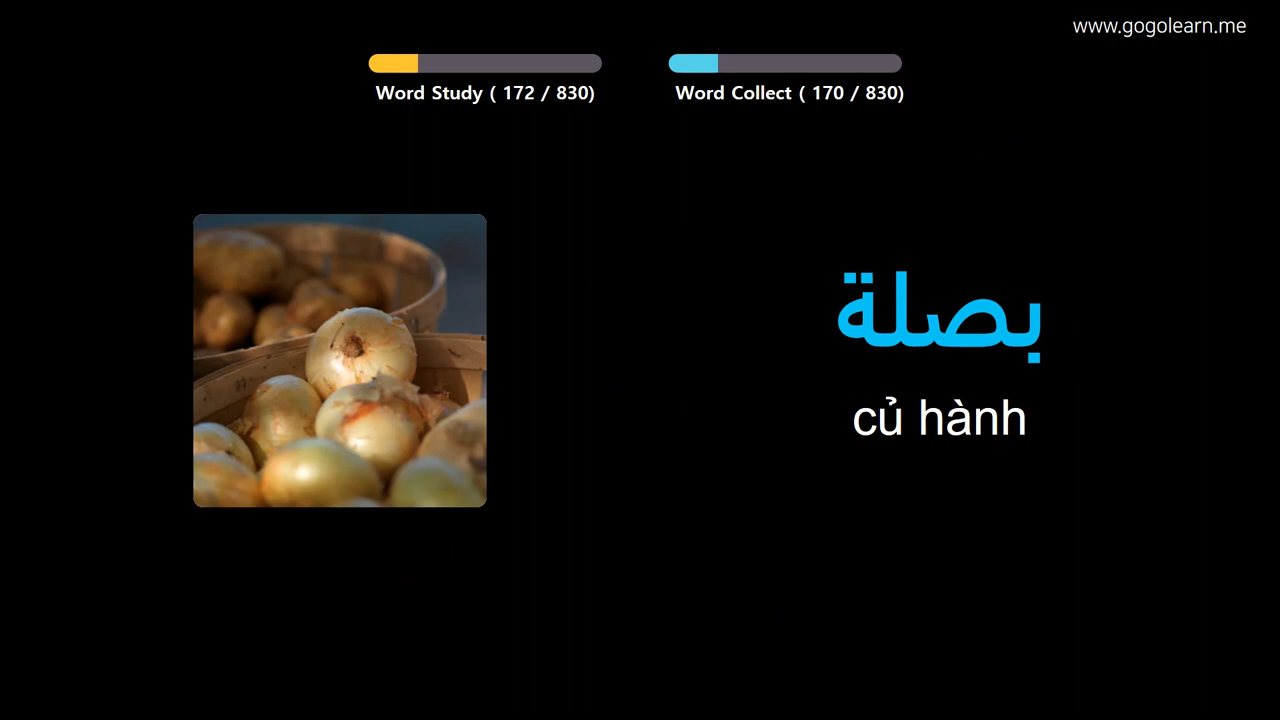 www.gogolearn.me
Word Study ( 172 / 830)
Word Collect ( 170 / 830)
بصلة
củ hành